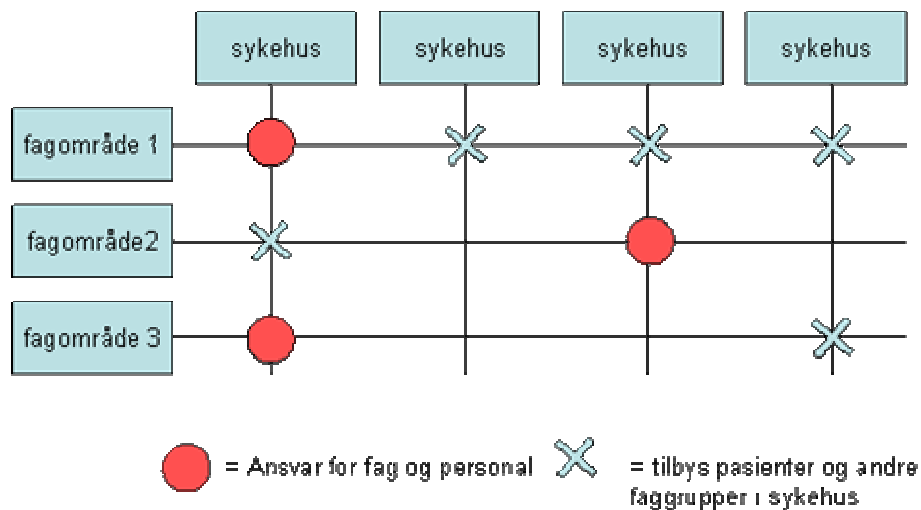 sykehus
sykehus
sykehus
sykehus
fagområde 1
fagområde2
fagområde 3
= Ansvar for fag og personal
= tilbys pasienter og andre
faggrupper i sykehus